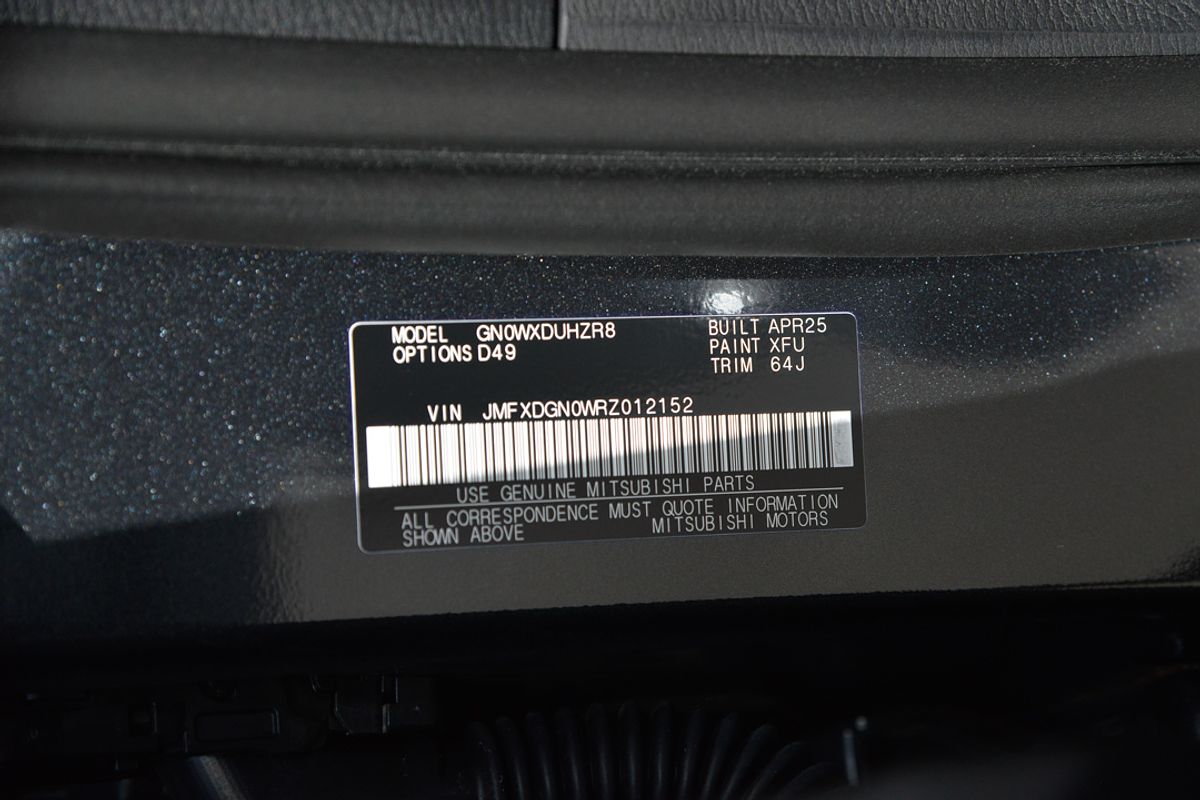 MODEL GN0WXDUHZR8 BUILT APR25
OPTIONS D49 PAINT XFU
TRIM 64J
VIN JMFXDGN0WRZ012152
USE GENUINE MITSUBISHI PARTS
ALL CORRESPONDENCE MUST QUOTE INFORMATION
SHOWN ABOVE MITSUBISHI MOTORS